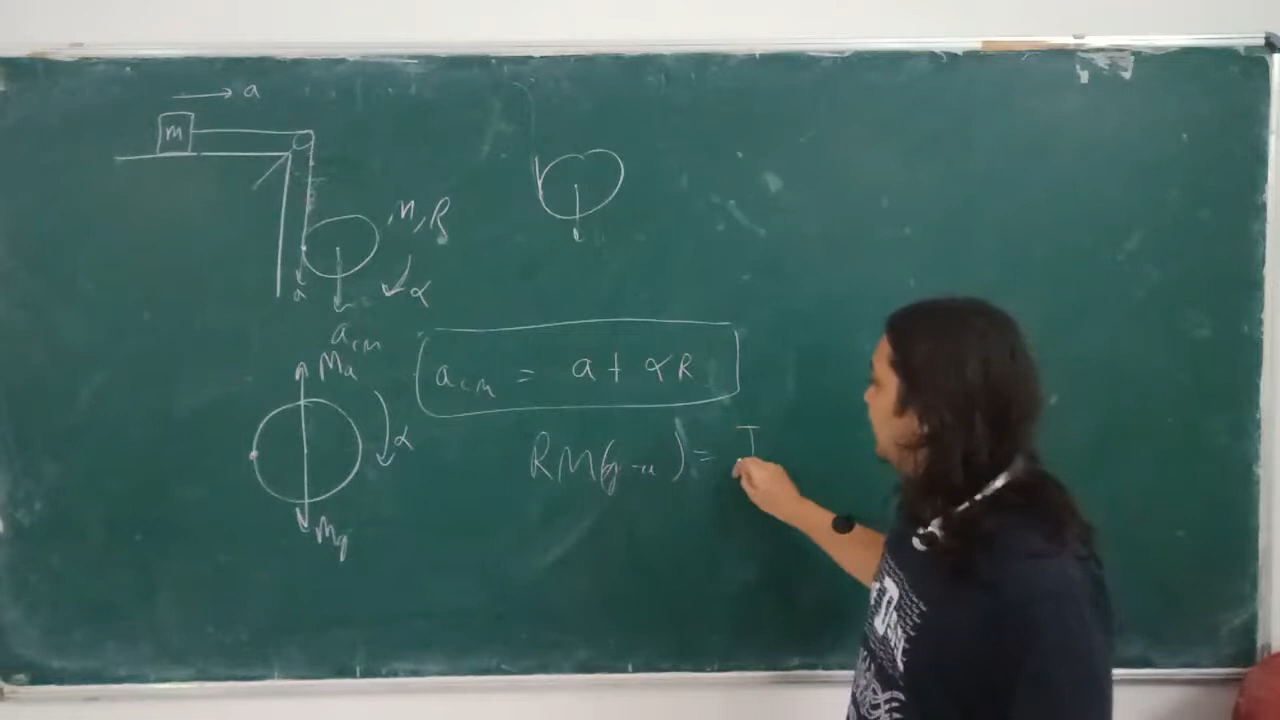 a
m
M, R
a
α
a_cm
Ma
a_cm = a + αR
α
RM(g - a) = I
Mg